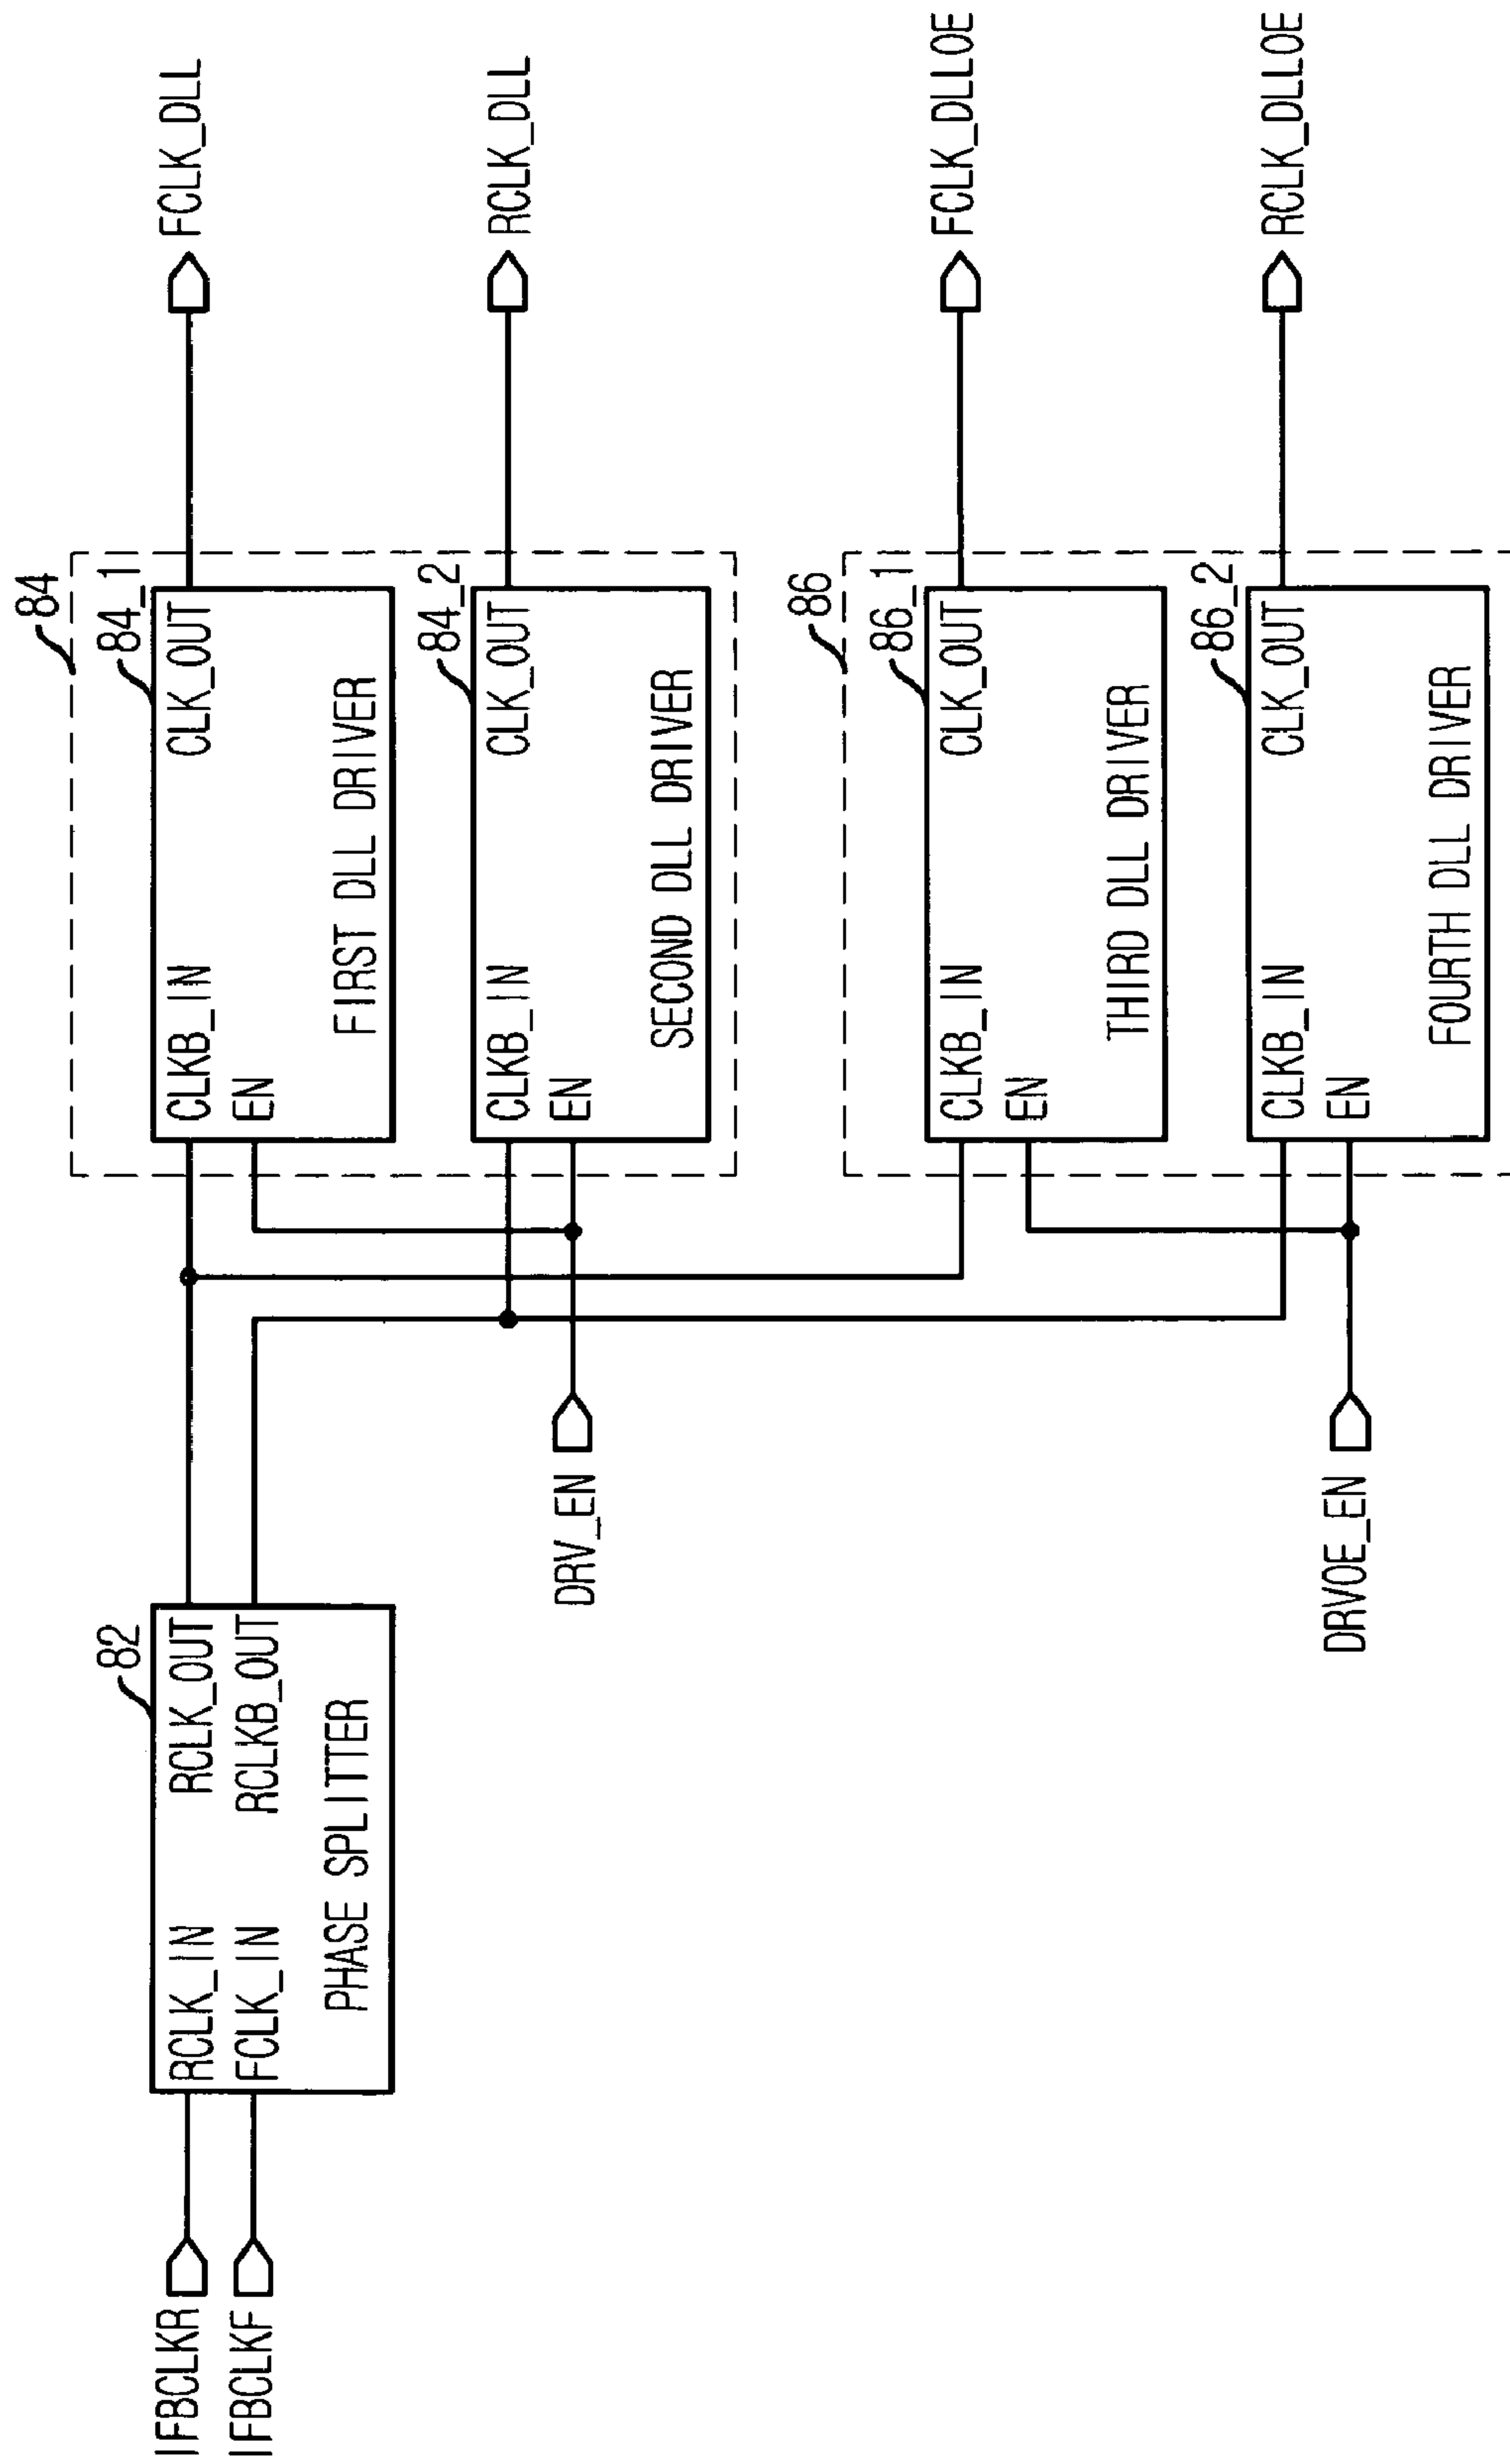 IFBCLKR
IFBCLKF
82
RCLK_IN RCLK_OUT
FCLK_IN RCLKB_OUT
PHASE SPLITTER
DRV_EN
DRVOE_EN
84
84_1
CLKB_IN CLK_OUT
EN
FIRST DLL DRIVER
FCLK_DLL
84_2
CLKB_IN CLK_OUT
EN
SECOND DLL DRIVER
RCLK_DLL
86
86_1
CLKB_IN CLK_OUT
EN
THIRD DLL DRIVER
FCLK_DLLOE
86_2
CLKB_IN CLK_OUT
EN
FOURTH DLL DRIVER
RCLK_DLLOE